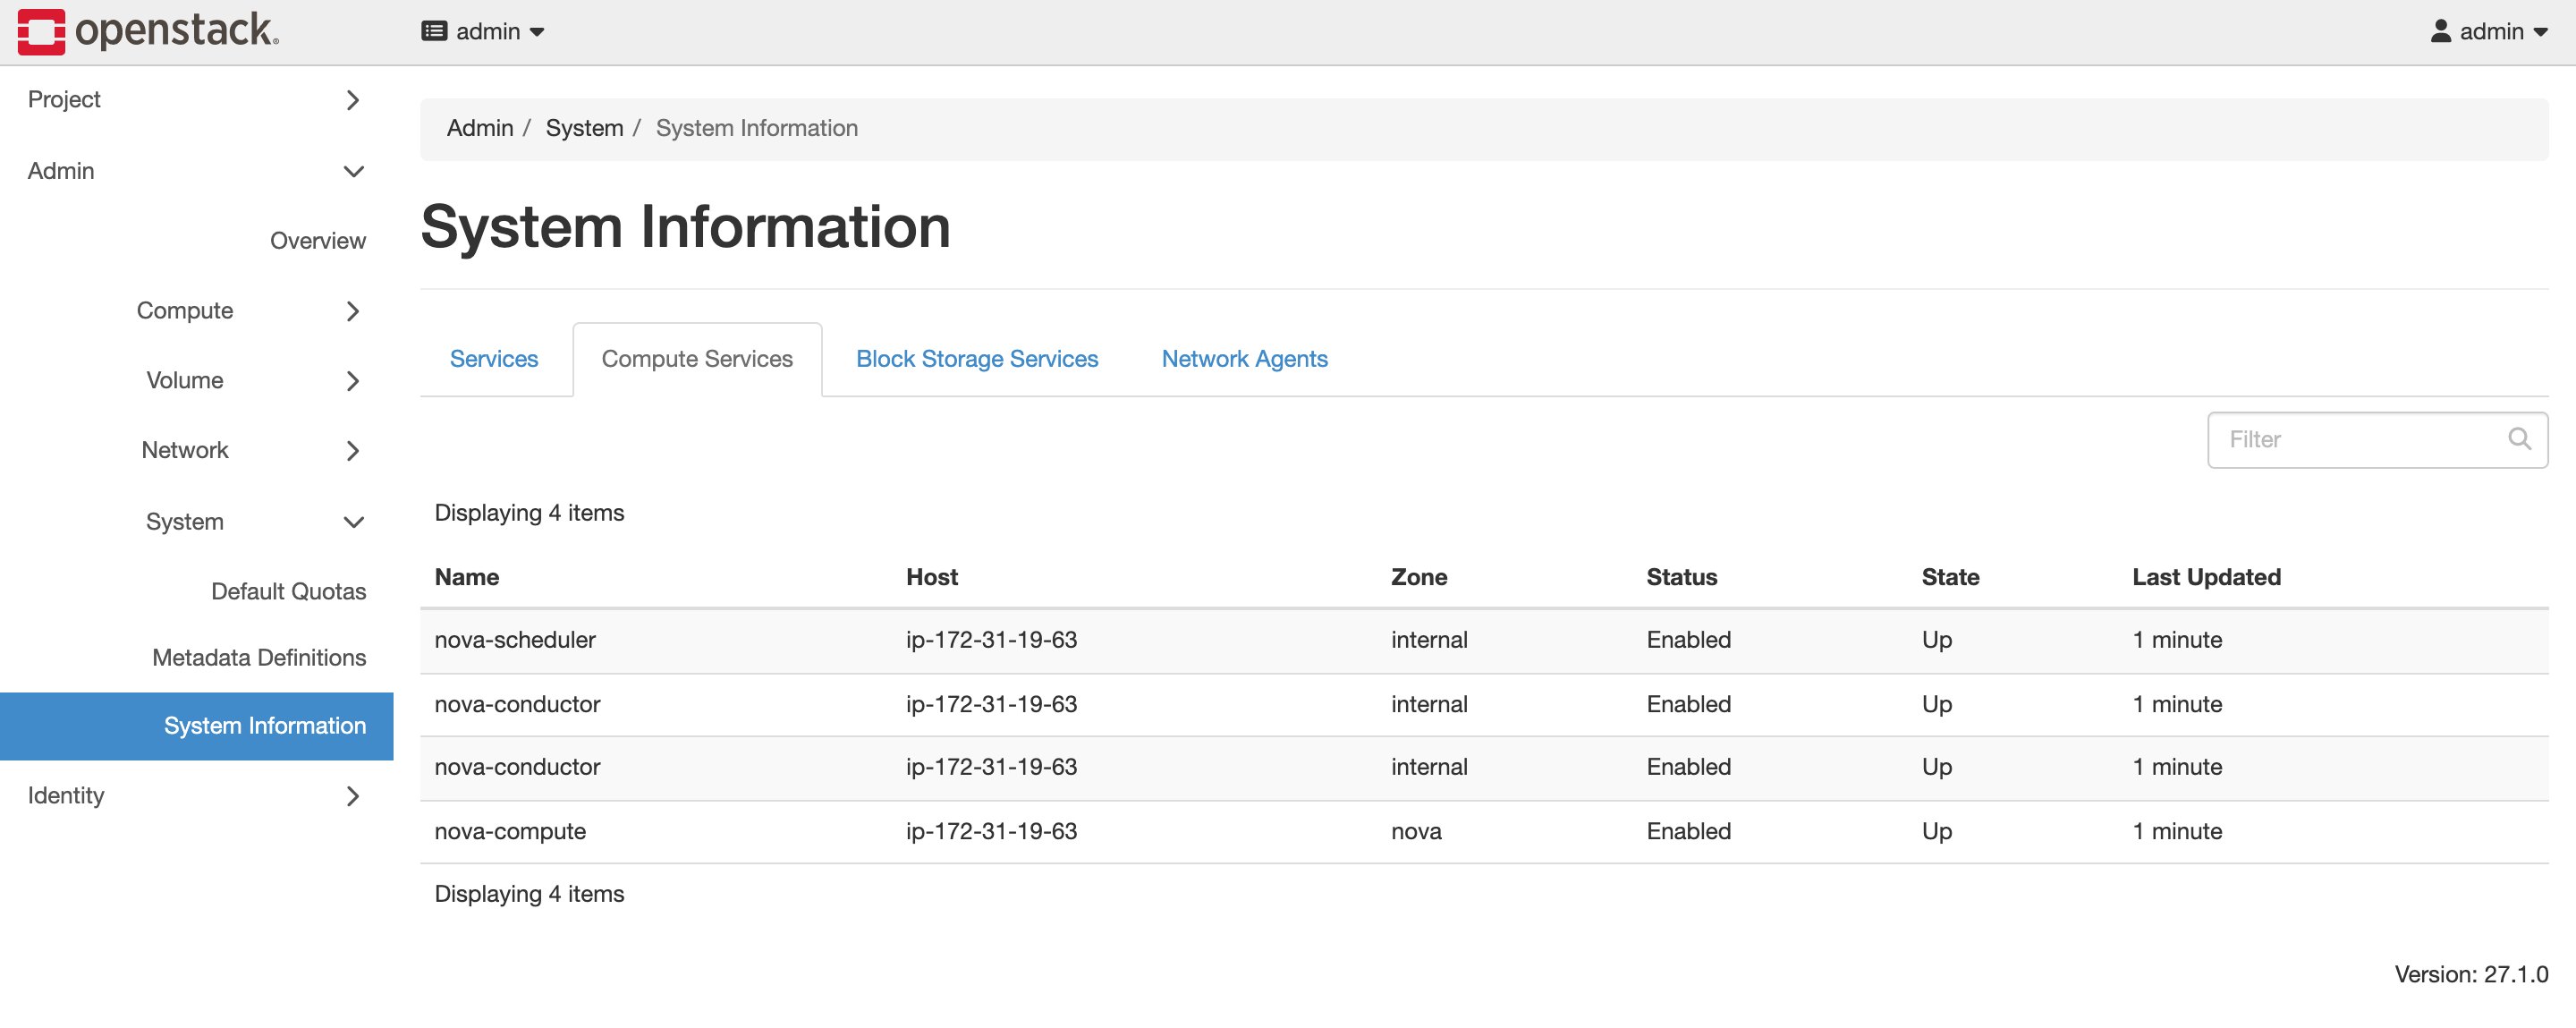 openstack.
admin
admin
Project
Admin
Overview
Compute
Volume
Network
System
Default Quotas
Metadata Definitions
System Information
Identity
Admin / System / System Information
System Information
Services Compute Services Block Storage Services Network Agents
Filter
Displaying 4 items
Name Host Zone Status State Last Updated
nova-scheduler ip-172-31-19-63 internal Enabled Up 1 minute
nova-conductor ip-172-31-19-63 internal Enabled Up 1 minute
nova-conductor ip-172-31-19-63 internal Enabled Up 1 minute
nova-compute ip-172-31-19-63 nova Enabled Up 1 minute
Displaying 4 items
Version: 27.1.0